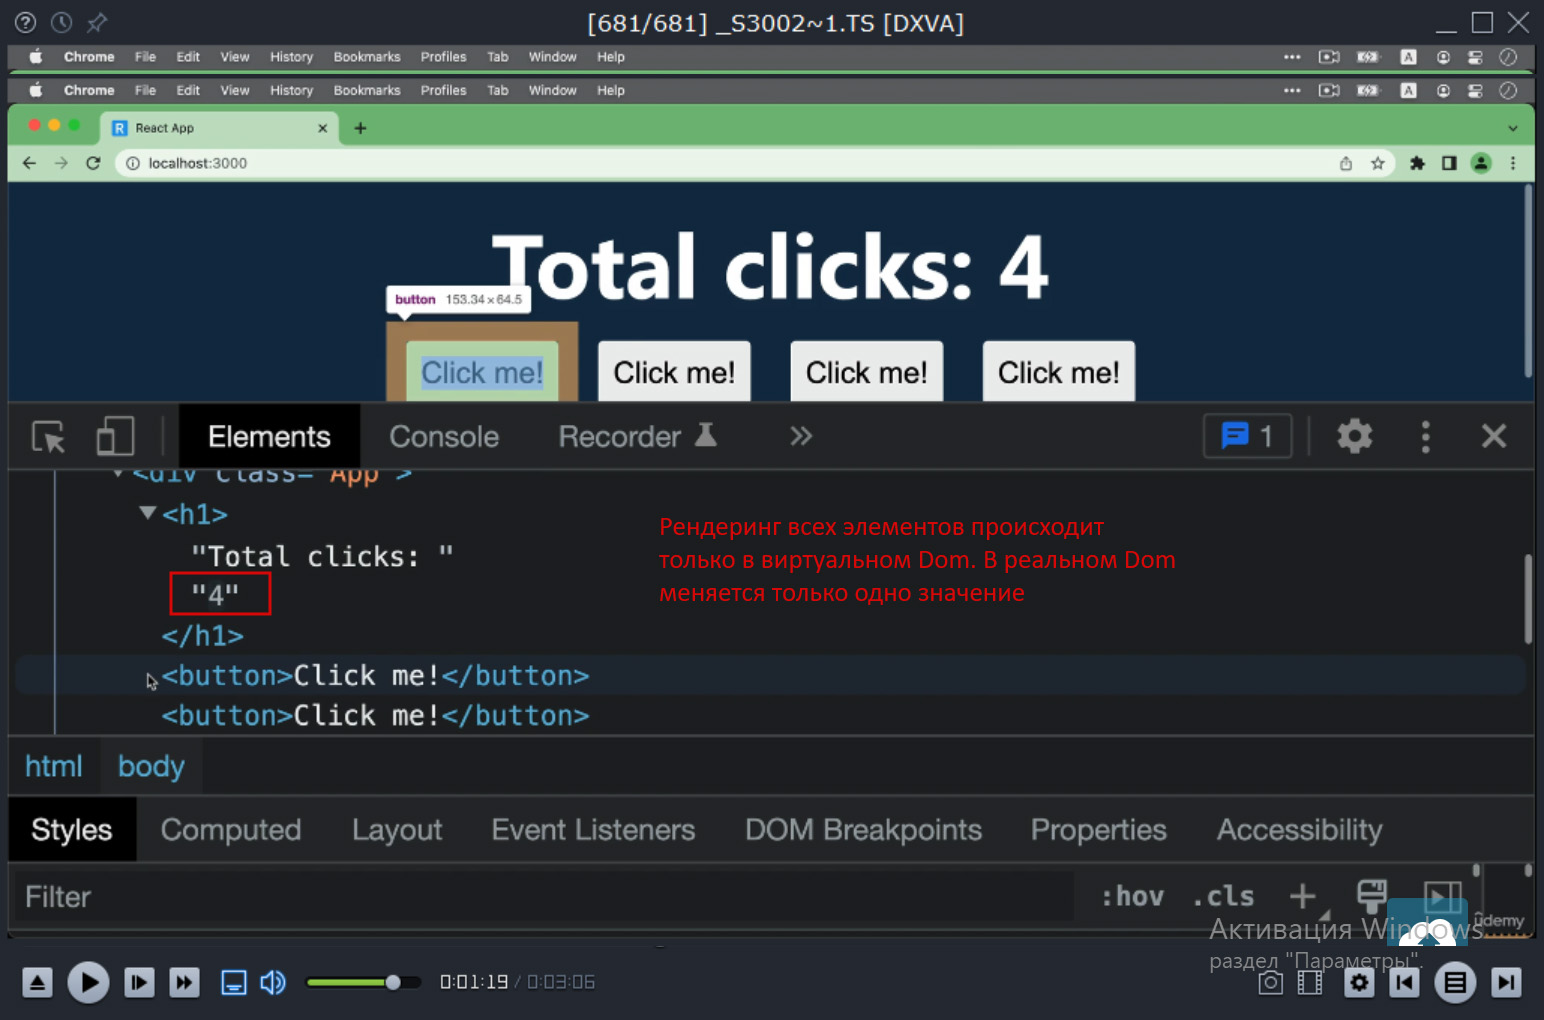 [681/681] _S3002~1.TS [DXVA]
Chrome File Edit View History Bookmarks Profiles Tab Window Help
A
Chrome File Edit View History Bookmarks Profiles Tab Window Help
A
R React App
localhost:3000
Total clicks: 4
button 153.34×64.5
Click me! Click me! Click me! Click me!
Elements Console Recorder 1
<div class="App">
<h1>
"Total clicks: "
"4"
</h1>
<button>Click me!</button>
<button>Click me!</button>
Рендеринг всех элементов происходит
только в виртуальном Dom. В реальном Dom
меняется только одно значение
html body
Styles Computed Layout Event Listeners DOM Breakpoints Properties Accessibility
Filter :hov .cls
ûdemy
Активация Windows
раздел "Параметры".
0:01:19 / 0:03:06